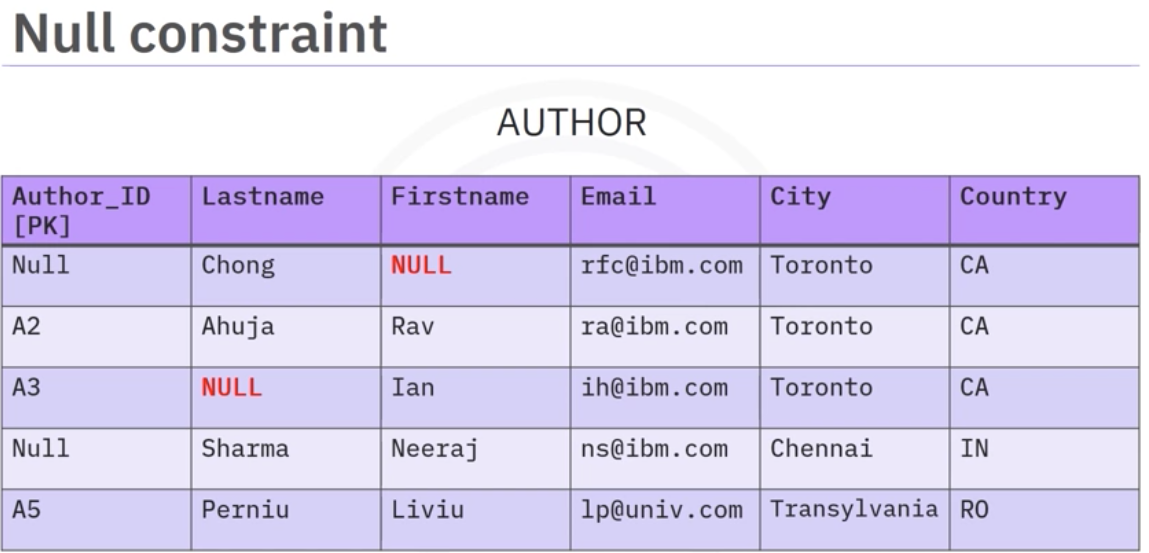 Null constraint
AUTHOR
Author_ID Lastname Firstname Email City Country
[PK]
Null Chong NULL rfc@ibm.com Toronto CA
A2 Ahuja Rav ra@ibm.com Toronto CA
A3 NULL Ian ih@ibm.com Toronto CA
Null Sharma Neeraj ns@ibm.com Chennai IN
A5 Perniu Liviu lp@univ.com Transylvania RO